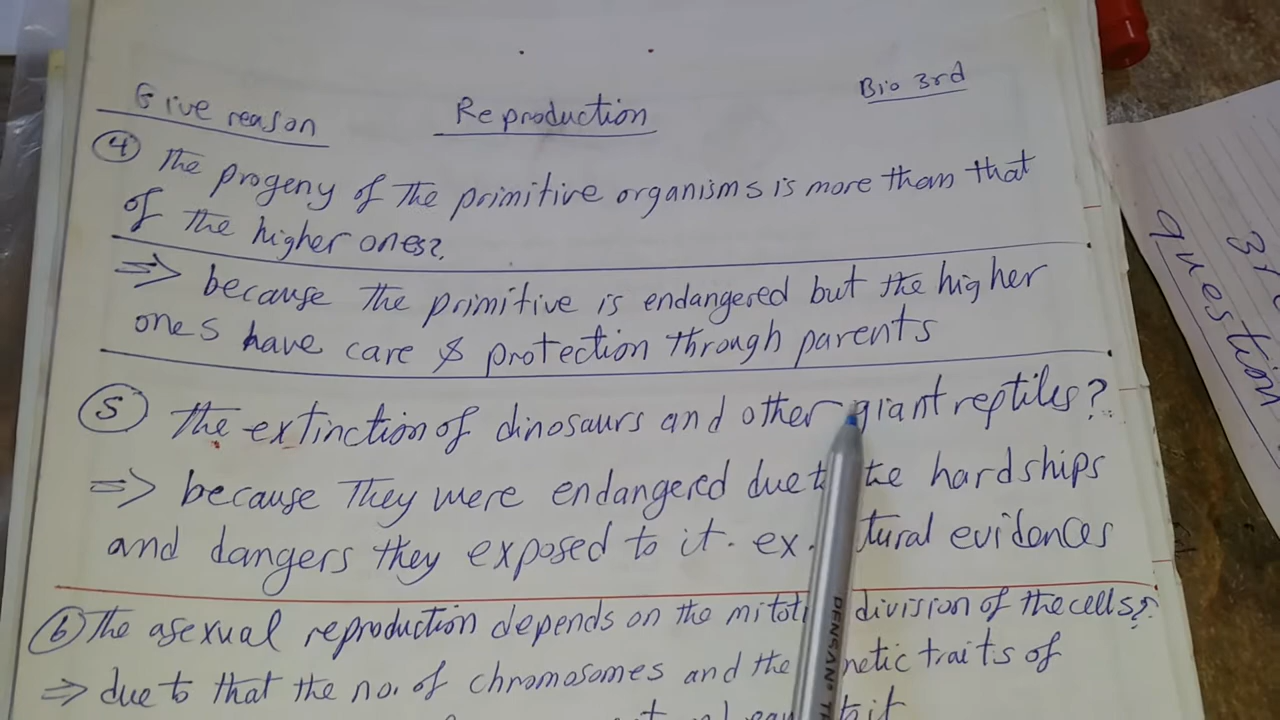 Give reason
Reproduction
Bio 3rd
④ The progeny of the primitive organisms is more than that
of the higher ones?
⇒ because the primitive is endangered but the higher
ones have care & protection through parents
⑤ The extinction of dinosaurs and other giant reptiles?
⇒ because they were endangered due the hardships
and dangers they exposed to it. ex. evidences
⑥ The asexual reproduction depends on the division of the cells?
⇒ due to that the no. of chromosomes and the traits of
question
PENSAN